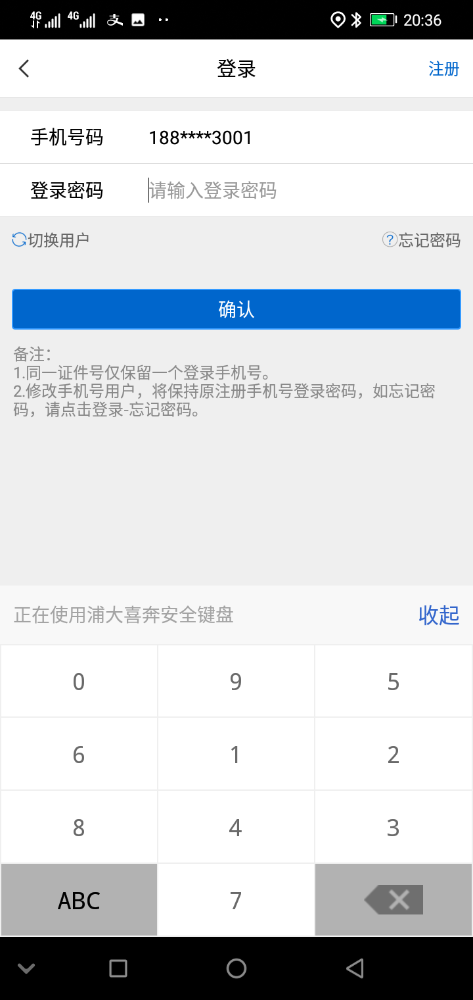 4G 4G 支 20:36
登录 注册
手机号码 188****3001
登录密码 请输入登录密码
切换用户 ?忘记密码
确认
备注：
1.同一证件号仅保留一个登录手机号。
2.修改手机号用户，将保持原注册手机号登录密码，如忘记密
码，请点击登录-忘记密码。
正在使用浦大喜奔安全键盘 收起
0 9 5
6 1 2
8 4 3
ABC 7